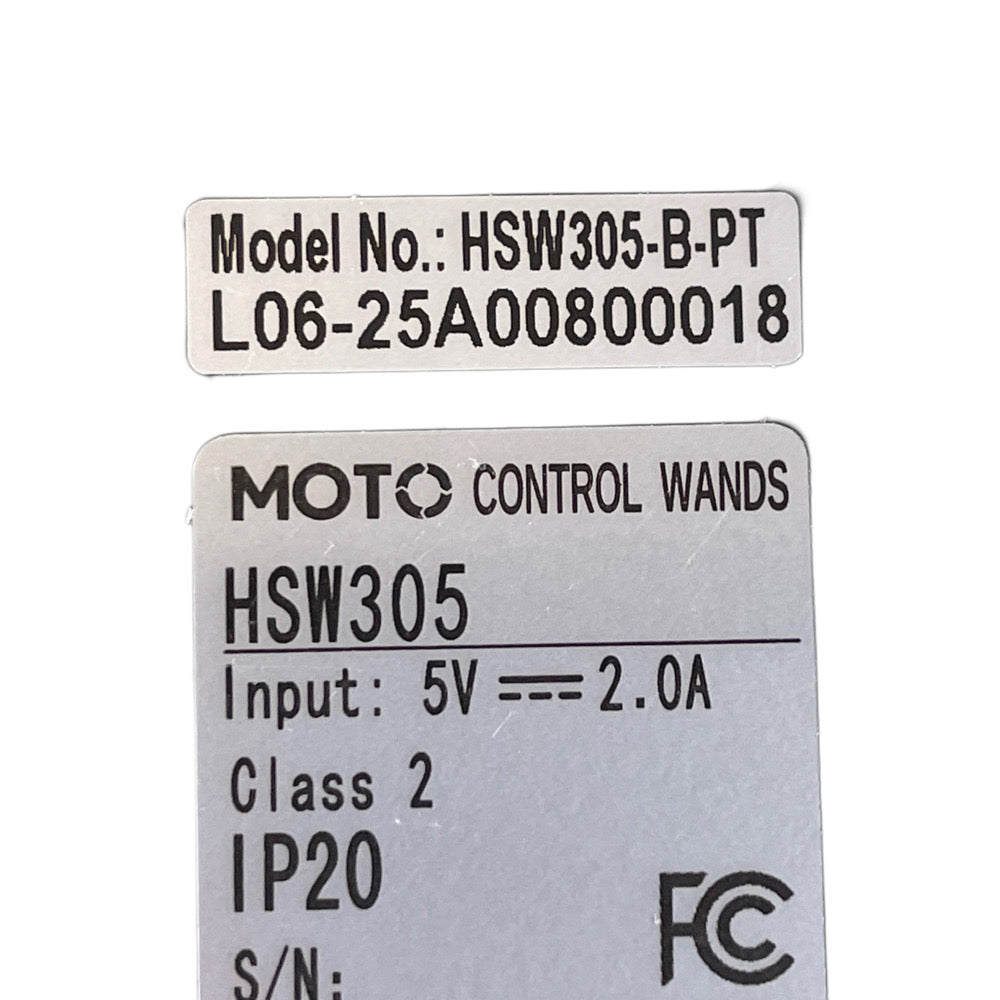 Model No.: HSW305-B-PT
L06-25A00800018
MOTO CONTROL WANDS
HSW305
Input: 5V ⎓ 2.0A
Class 2
IP20
FC
S/N: